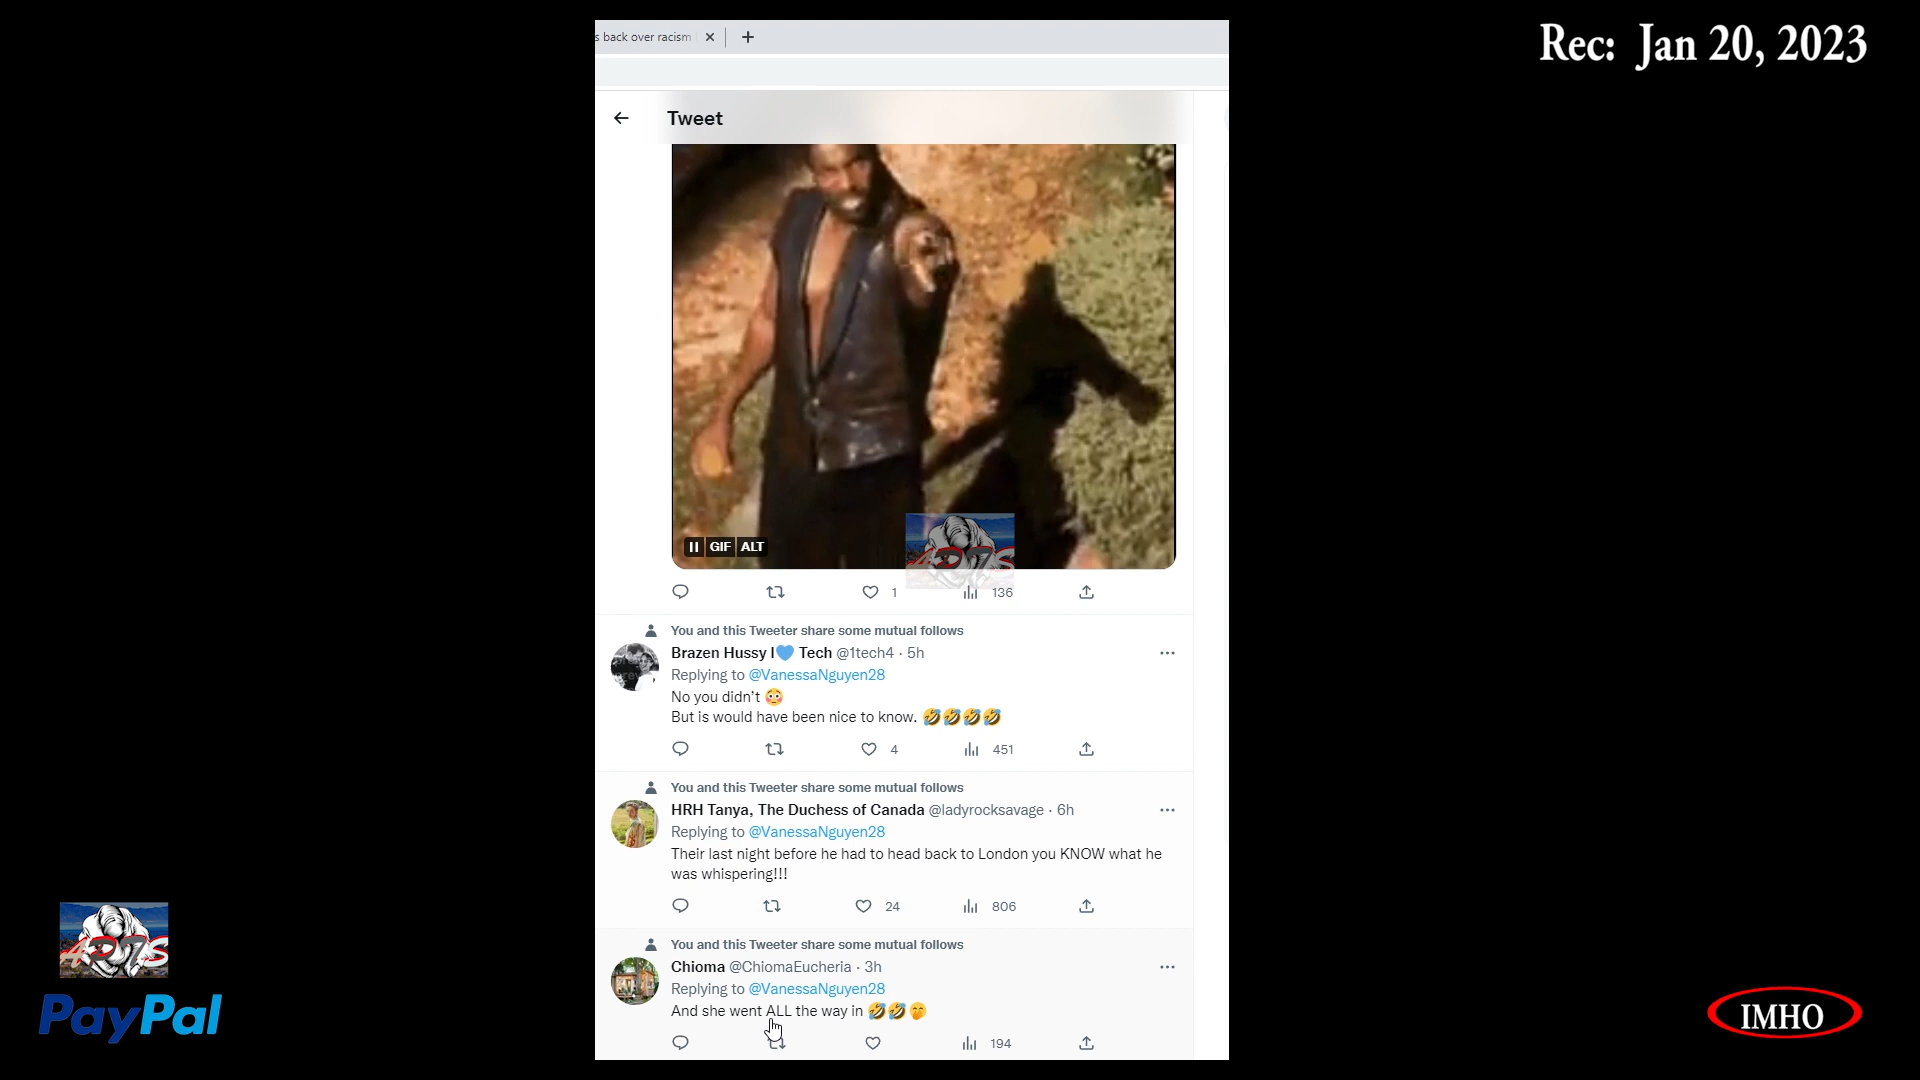 s back over racism
Rec: Jan 20, 2023
Tweet
GIF ALT
ADTS
1 136
You and this Tweeter share some mutual follows
Brazen Hussy I💙 Tech @1tech4 · 5h
Replying to @VanessaNguyen28
No you didn't 😳
But is would have been nice to know. 🤣🤣🤣🤣
4 451
You and this Tweeter share some mutual follows
HRH Tanya, The Duchess of Canada @ladyrocksavage · 6h
Replying to @VanessaNguyen28
Their last night before he had to head back to London you KNOW what he
was whispering!!!
24 806
You and this Tweeter share some mutual follows
Chioma @ChiomaEucheria · 3h
Replying to @VanessaNguyen28
And she went ALL the way in 🤣🤣🤭
194
ADTS
PayPal
IMHO